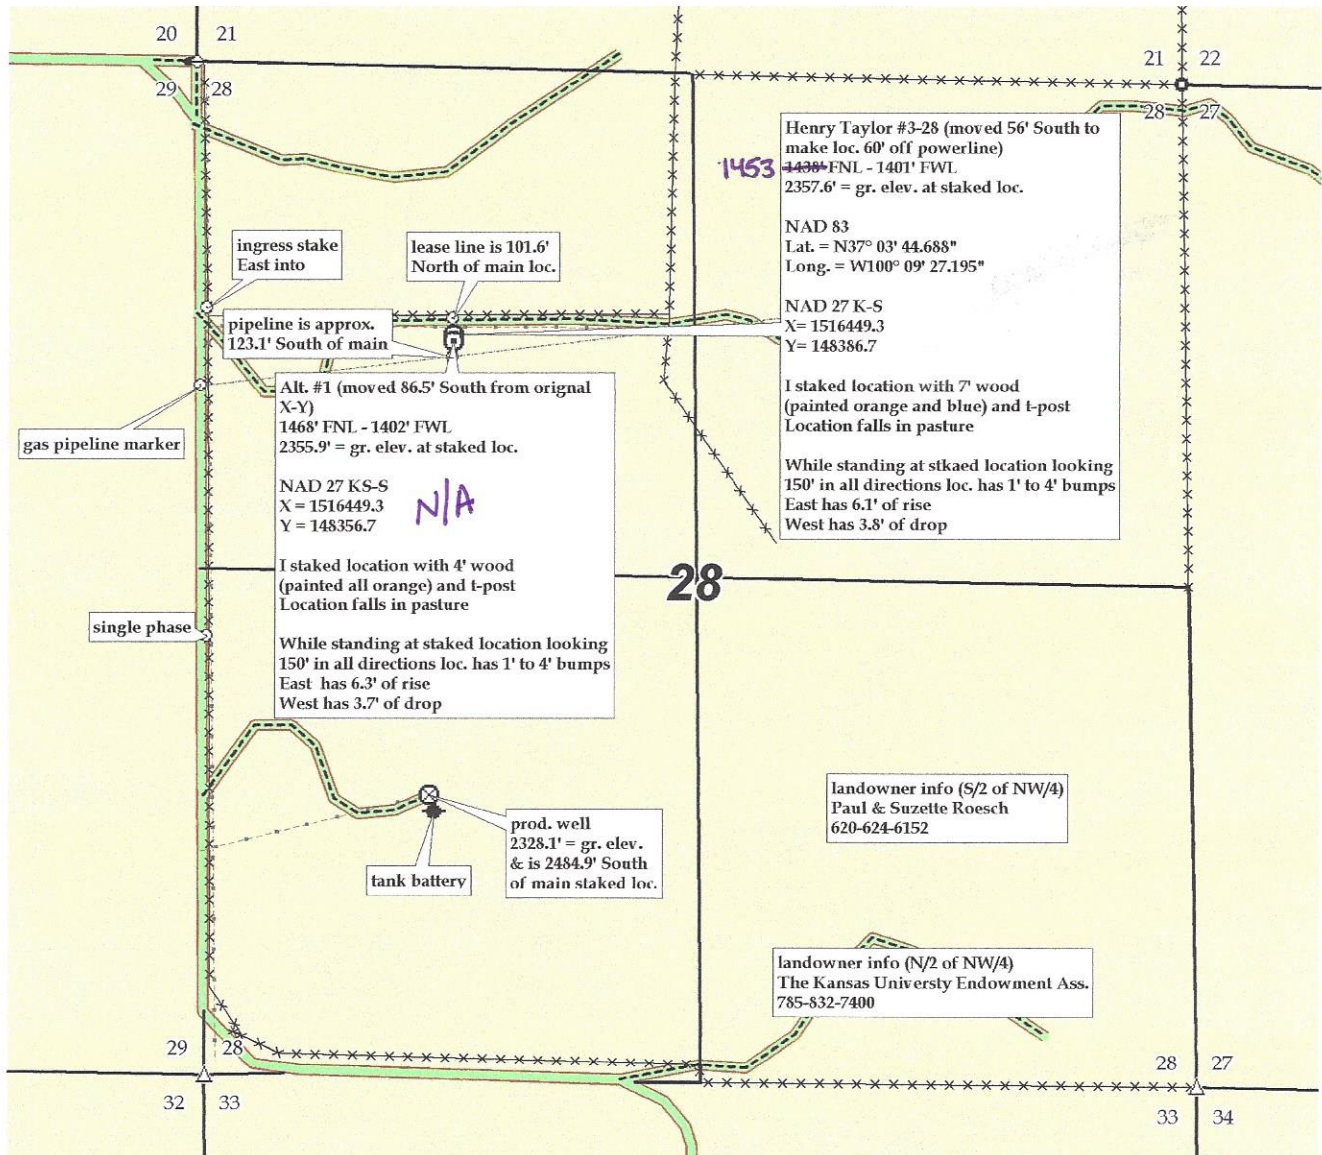 20 21
29 28
21 22
28 27
Henry Taylor #3-28 (moved 56' South to
make loc. 60' off powerline)
1453 1438' FNL - 1401' FWL
2357.6' = gr. elev. at staked loc.
NAD 83
Lat. = N37° 03' 44.688"
Long. = W100° 09' 27.195"
NAD 27 K-S
X= 1516449.3
Y= 148386.7
I staked location with 7' wood
(painted orange and blue) and t-post
Location falls in pasture
While standing at stkaed location looking
150' in all directions loc. has 1' to 4' bumps
East has 6.1' of rise
West has 3.8' of drop
ingress stake
East into
lease line is 101.6'
North of main loc.
pipeline is approx.
123.1' South of main
gas pipeline marker
Alt. #1 (moved 86.5' South from orignal
X-Y)
1468' FNL - 1402' FWL
2355.9' = gr. elev. at staked loc.
NAD 27 KS-S
X = 1516449.3
Y = 148356.7
N/A
I staked location with 4' wood
(painted all orange) and t-post
Location falls in pasture
While standing at staked location looking
150' in all directions loc. has 1' to 4' bumps
East has 6.3' of rise
West has 3.7' of drop
28
single phase
prod. well
2328.1' = gr. elev.
& is 2484.9' South
of main staked loc.
tank battery
landowner info (S/2 of NW/4)
Paul & Suzette Roesch
620-624-6152
landowner info (N/2 of NW/4)
The Kansas Universty Endowment Ass.
785-832-7400
29 28
32 33
28 27
33 34